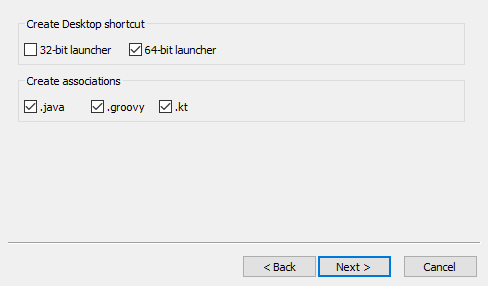 Create Desktop shortcut
32-bit launcher 64-bit launcher
Create associations
.java .groovy .kt
< Back Next > Cancel